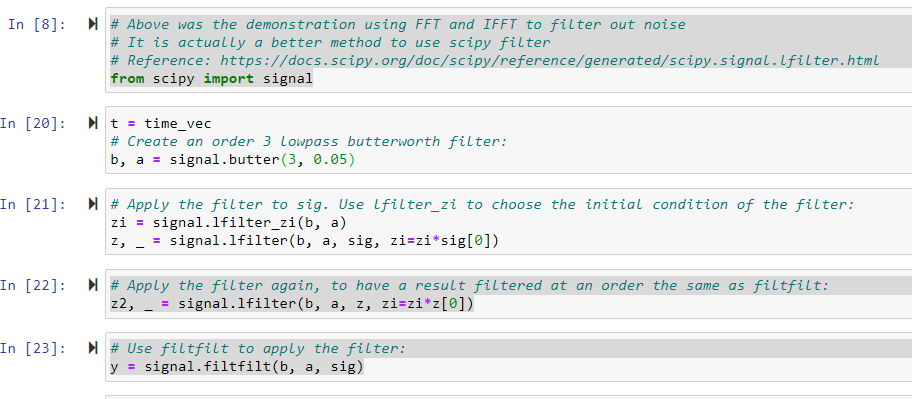 In [8]: # Above was the demonstration using FFT and IFFT to filter out noise
# It is actually a better method to use scipy filter
# Reference: https://docs.scipy.org/doc/scipy/reference/generated/scipy.signal.lfilter.html
from scipy import signal
In [20]: t = time_vec
# Create an order 3 lowpass butterworth filter:
b, a = signal.butter(3, 0.05)
In [21]: # Apply the filter to sig. Use lfilter_zi to choose the initial condition of the filter:
zi = signal.lfilter_zi(b, a)
z, _ = signal.lfilter(b, a, sig, zi=zi*sig[0])
In [22]: # Apply the filter again, to have a result filtered at an order the same as filtfilt:
z2, _ = signal.lfilter(b, a, z, zi=zi*z[0])
In [23]: # Use filtfilt to apply the filter:
y = signal.filtfilt(b, a, sig)